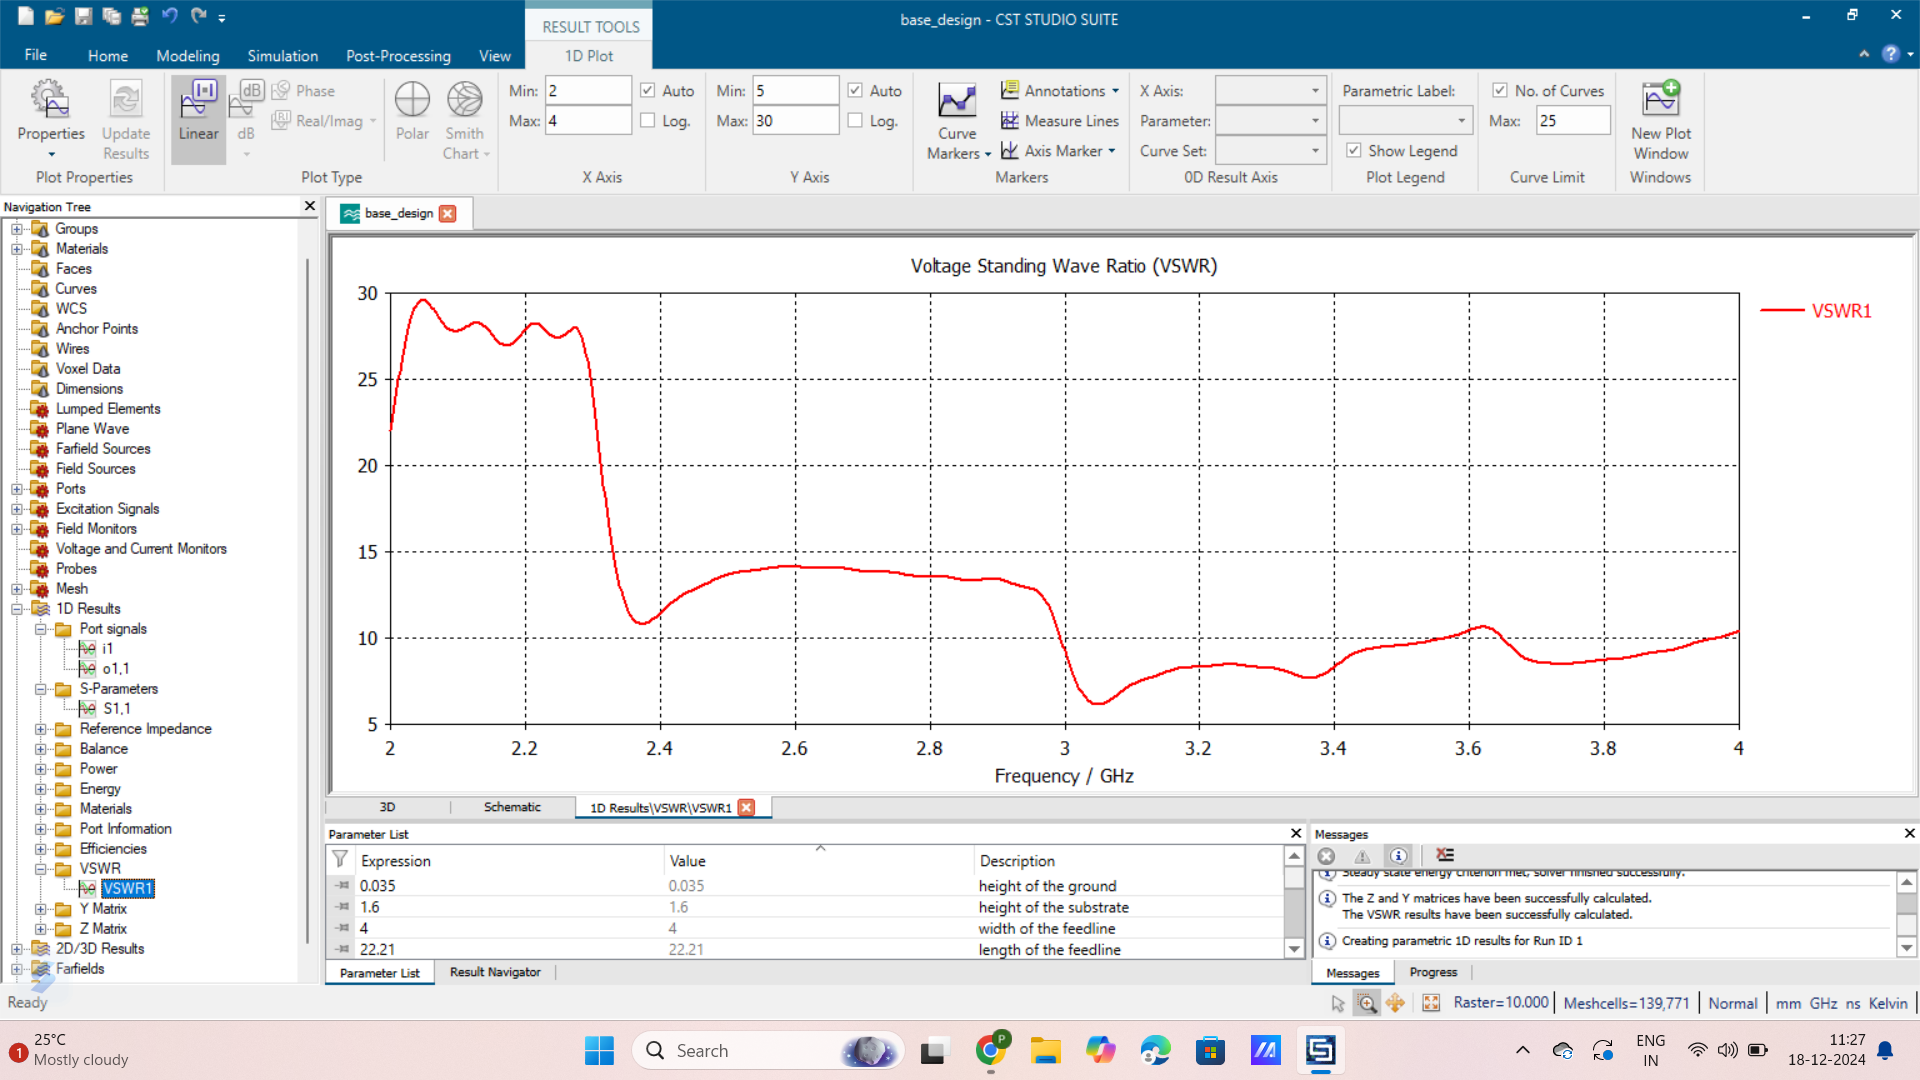 RESULT TOOLS
base_design - CST STUDIO SUITE
File
Home
Modeling
Simulation
Post-Processing
View
1D Plot
Properties
Update Results
Plot Properties
Linear
dB
Phase
Real/Imag
Polar
Smith Chart
Plot Type
Min: 2
Auto
Max: 4
Log.
X Axis
Min: 5
Auto
Max: 30
Log.
Y Axis
Curve Markers
Annotations
Measure Lines
Axis Marker
Markers
X Axis:
Parameter:
Curve Set:
0D Result Axis
Parametric Label:
Show Legend
Plot Legend
No. of Curves
Max: 25
Curve Limit
New Plot Window
Windows
Navigation Tree
Groups
Materials
Faces
Curves
WCS
Anchor Points
Wires
Voxel Data
Dimensions
Lumped Elements
Plane Wave
Farfield Sources
Field Sources
Ports
Excitation Signals
Field Monitors
Voltage and Current Monitors
Probes
Mesh
1D Results
Port signals
i1
o1,1
S-Parameters
S1,1
Reference Impedance
Balance
Power
Energy
Materials
Port Information
Efficiencies
VSWR
VSWR1
Y Matrix
Z Matrix
2D/3D Results
Farfields
base_design
Voltage Standing Wave Ratio (VSWR)
30
25
20
15
10
5
2 2.2 2.4 2.6 2.8 3 3.2 3.4 3.6 3.8 4
Frequency / GHz
VSWR1
3D
Schematic
1D Results\VSWR\VSWR1
Parameter List
Expression Value Description
0.035 0.035 height of the ground
1.6 1.6 height of the substrate
4 4 width of the feedline
22.21 22.21 length of the feedline
Parameter List
Result Navigator
Messages
Steady state energy criterion met, solver finished successfully.
The Z and Y matrices have been successfully calculated.
The VSWR results have been successfully calculated.
Creating parametric 1D results for Run ID 1
Messages
Progress
Ready
Raster=10.000
Meshcells=139,771
Normal
mm GHz ns Kelvin
1
25°C
Mostly cloudy
Search
P
ENG
IN
11:27
18-12-2024